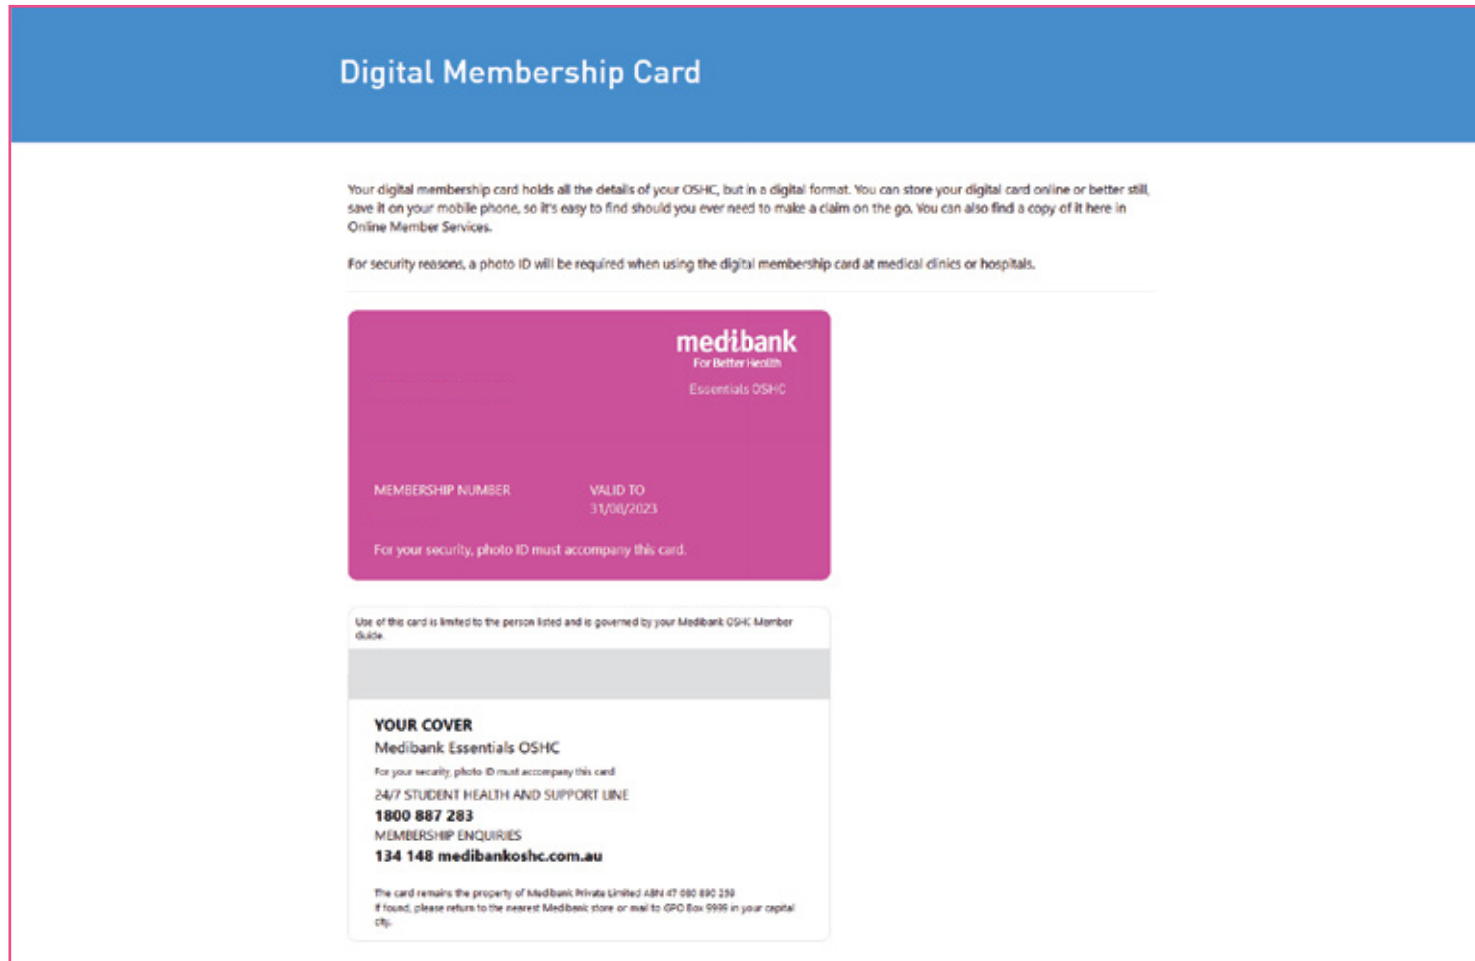 Digital Membership Card
Your digital membership card holds all the details of your OSHC, but in a digital format. You can store your digital card online or better still,
save it on your mobile phone, so it's easy to find should you ever need to make a claim on the go. You can also find a copy of it here in
Online Member Services.
For security reasons, a photo ID will be required when using the digital membership card at medical clinics or hospitals.
medibank
For Better Health
Essentials OSHC
MEMBERSHIP NUMBER VALID TO
31/08/2023
For your security, photo ID must accompany this card.
Use of this card is limited to the person listed and is governed by your Medibank OSHC Member
Guide.
YOUR COVER
Medibank Essentials OSHC
For your security, photo ID must accompany this card
24/7 STUDENT HEALTH AND SUPPORT LINE
1800 887 283
MEMBERSHIP ENQUIRIES
134 148 medibankoshc.com.au
The card remains the property of Medibank Private Limited ABN 47 080 890 259
If found, please return to the nearest Medibank store or mail to GPO Box 9999 in your capital
city.